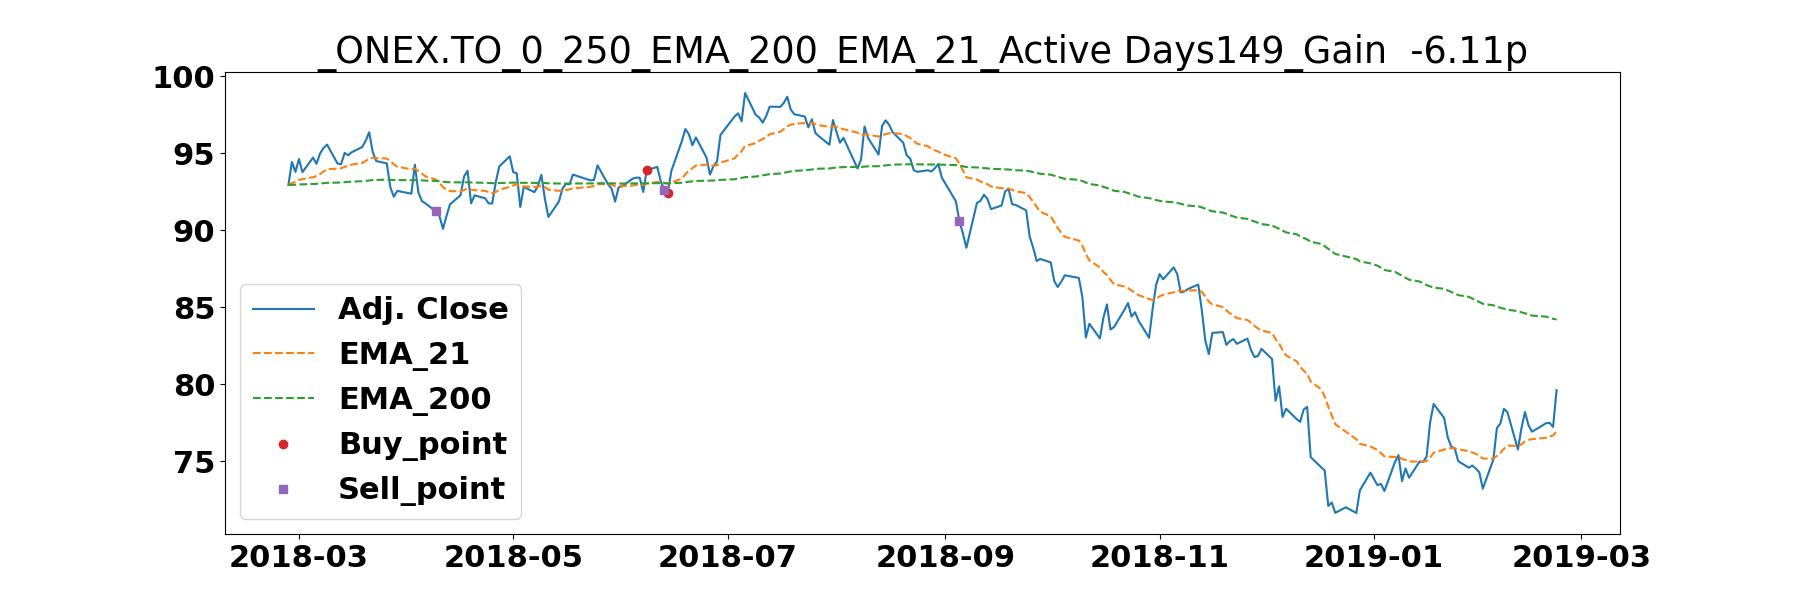 _ONEX.TO_0_250_EMA_200_EMA_21_Active Days149_Gain  -6.11p
100
95
90
85
80
75
Adj. Close
EMA_21
EMA_200
Buy_point
Sell_point
2018-03 2018-05 2018-07 2018-09 2018-11 2019-01 2019-03